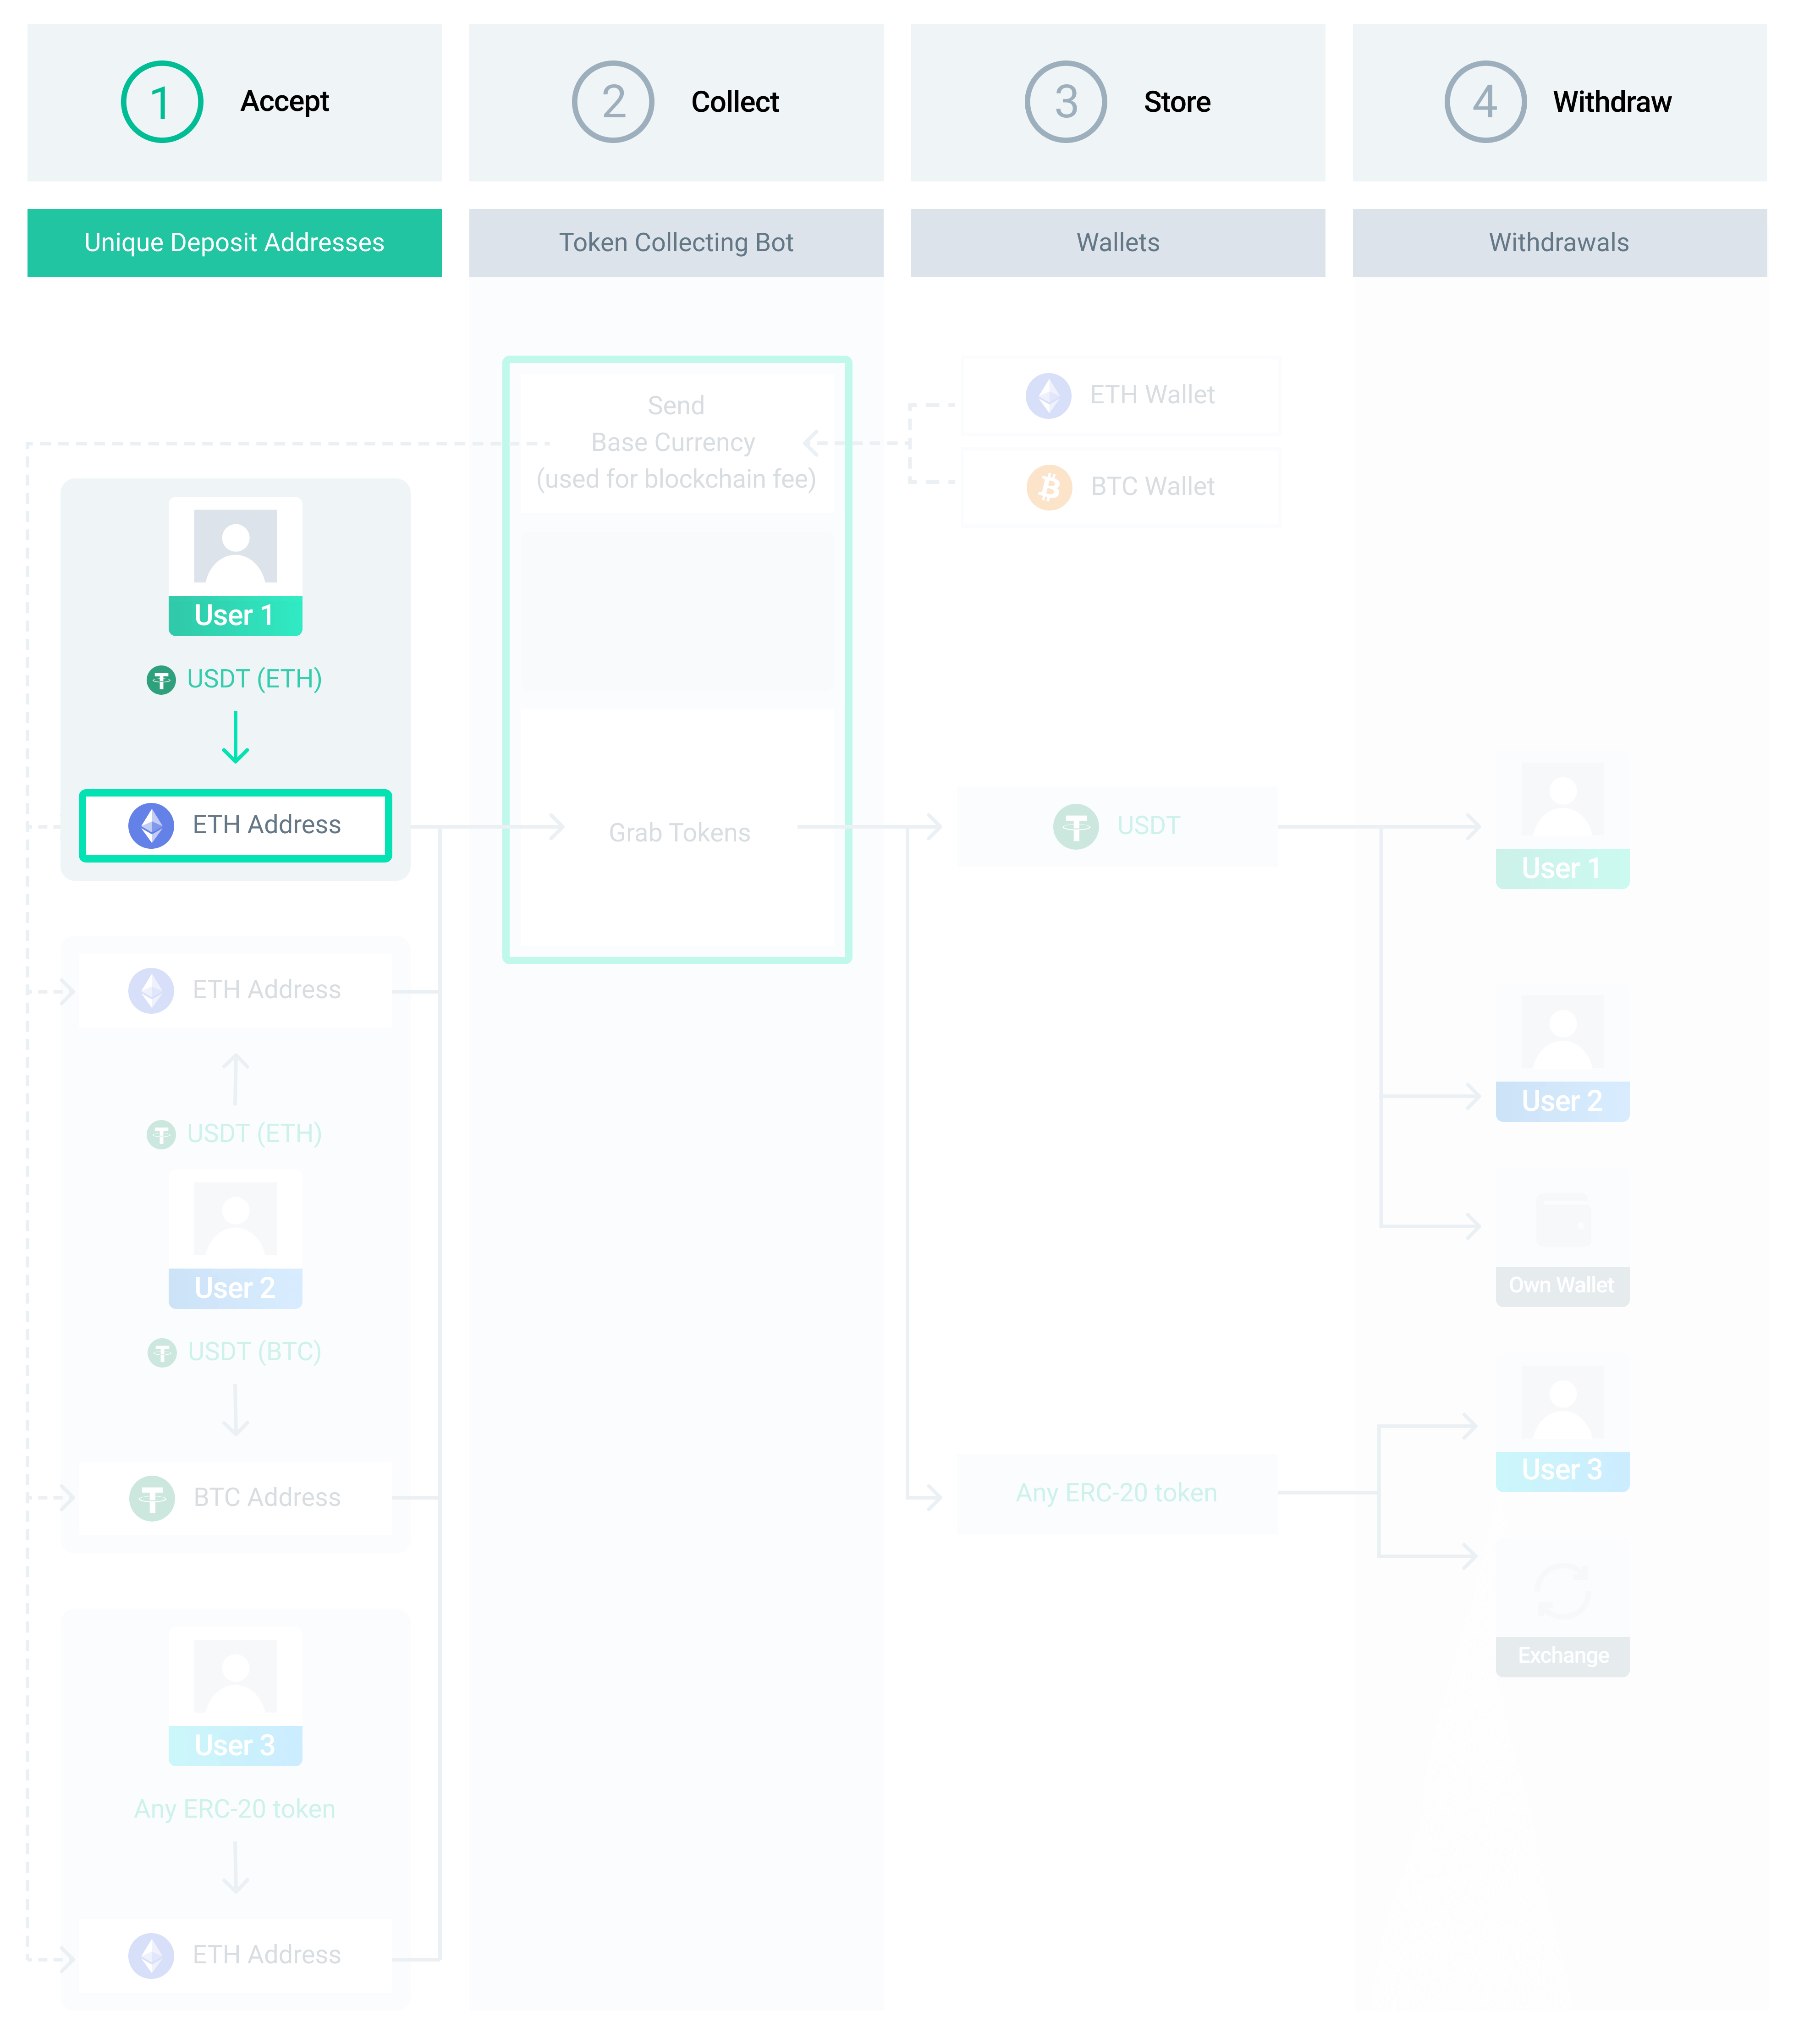 1 Accept
2 Collect
3 Store
4 Withdraw
Unique Deposit Addresses
Token Collecting Bot
Wallets
Withdrawals
User 1
USDT (ETH)
ETH Address
ETH Address
USDT (ETH)
User 2
USDT (BTC)
BTC Address
User 3
Any ERC-20 token
ETH Address
Send
Base Currency
(used for blockchain fee)
Grab Tokens
ETH Wallet
BTC Wallet
USDT
Any ERC-20 token
User 1
User 2
Own Wallet
User 3
Exchange